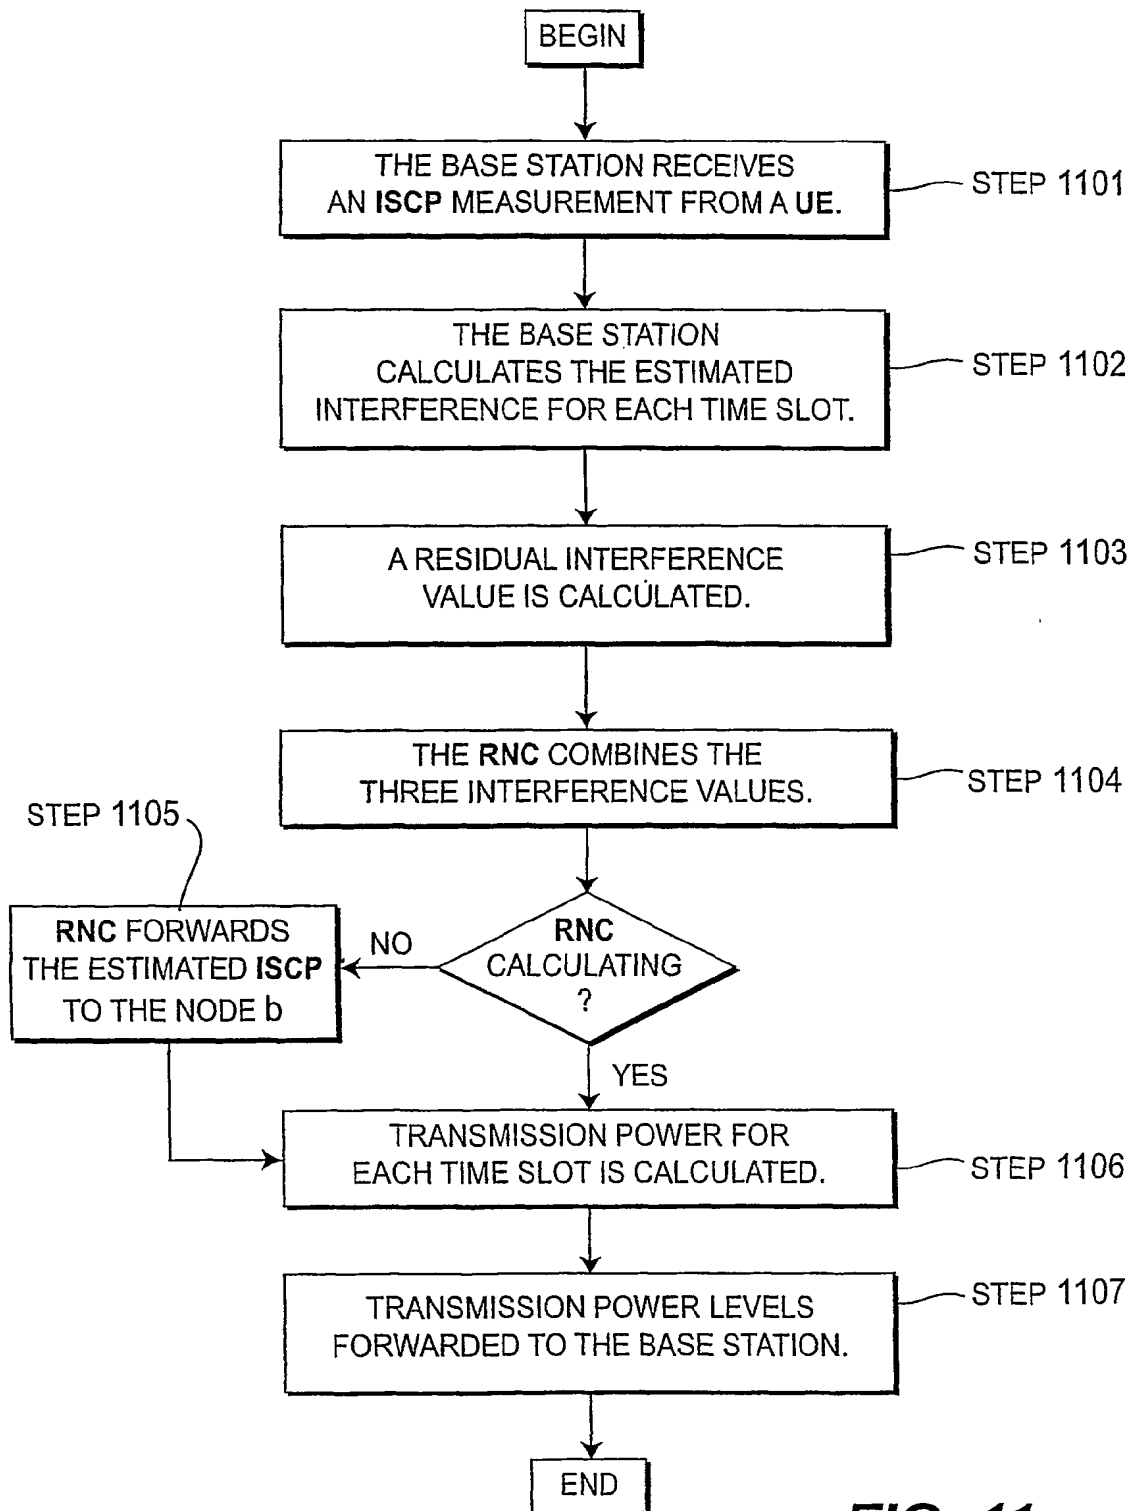 BEGIN
THE BASE STATION RECEIVES
AN ISCP MEASUREMENT FROM A UE.
STEP 1101
THE BASE STATION
CALCULATES THE ESTIMATED
INTERFERENCE FOR EACH TIME SLOT.
STEP 1102
A RESIDUAL INTERFERENCE
VALUE IS CALCULATED.
STEP 1103
THE RNC COMBINES THE
THREE INTERFERENCE VALUES.
STEP 1104
STEP 1105
RNC FORWARDS
THE ESTIMATED ISCP
TO THE NODE b
NO
RNC
CALCULATING
?
YES
TRANSMISSION POWER FOR
EACH TIME SLOT IS CALCULATED.
STEP 1106
TRANSMISSION POWER LEVELS
FORWARDED TO THE BASE STATION.
STEP 1107
END
FIG. 11